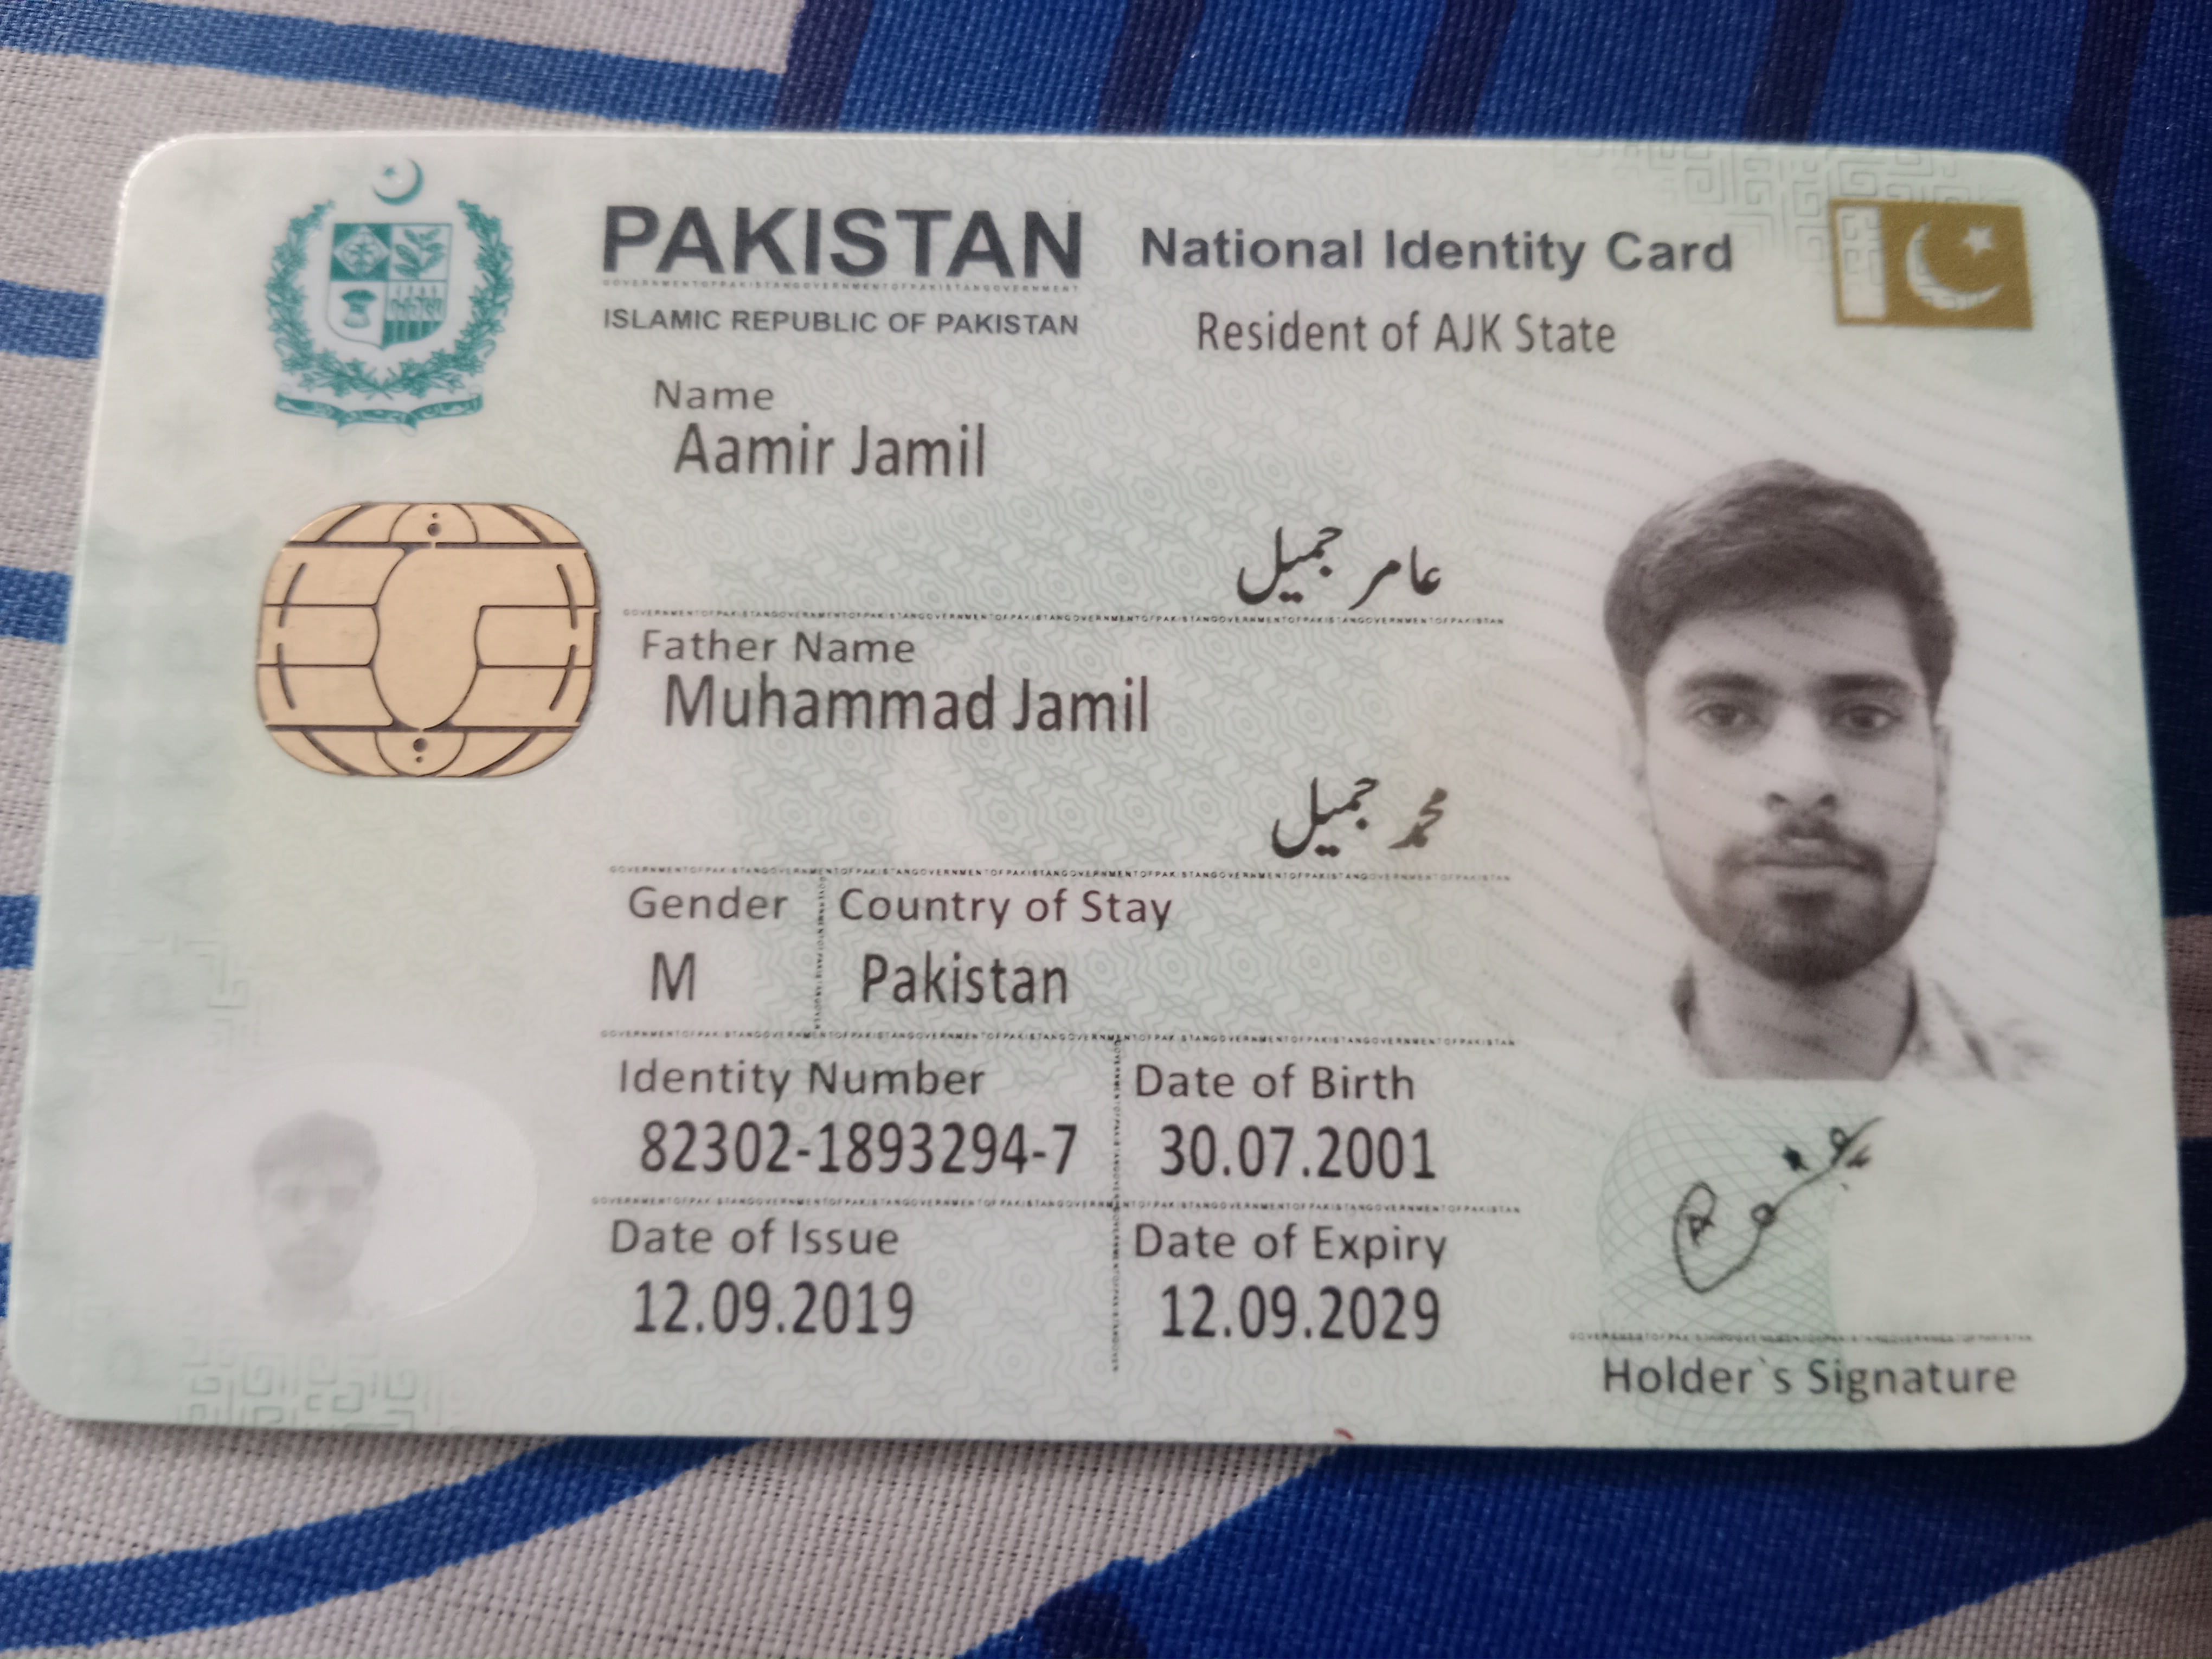 PAKISTAN National Identity Card
ISLAMIC REPUBLIC OF PAKISTAN
Resident of AJK State
Name
Aamir Jamil
عامر جمیل
Father Name
Muhammad Jamil
محمد جمیل
Gender Country of Stay
M Pakistan
Identity Number Date of Birth
82302-1893294-7 30.07.2001
Date of Issue Date of Expiry
12.09.2019 12.09.2029
Holder`s Signature